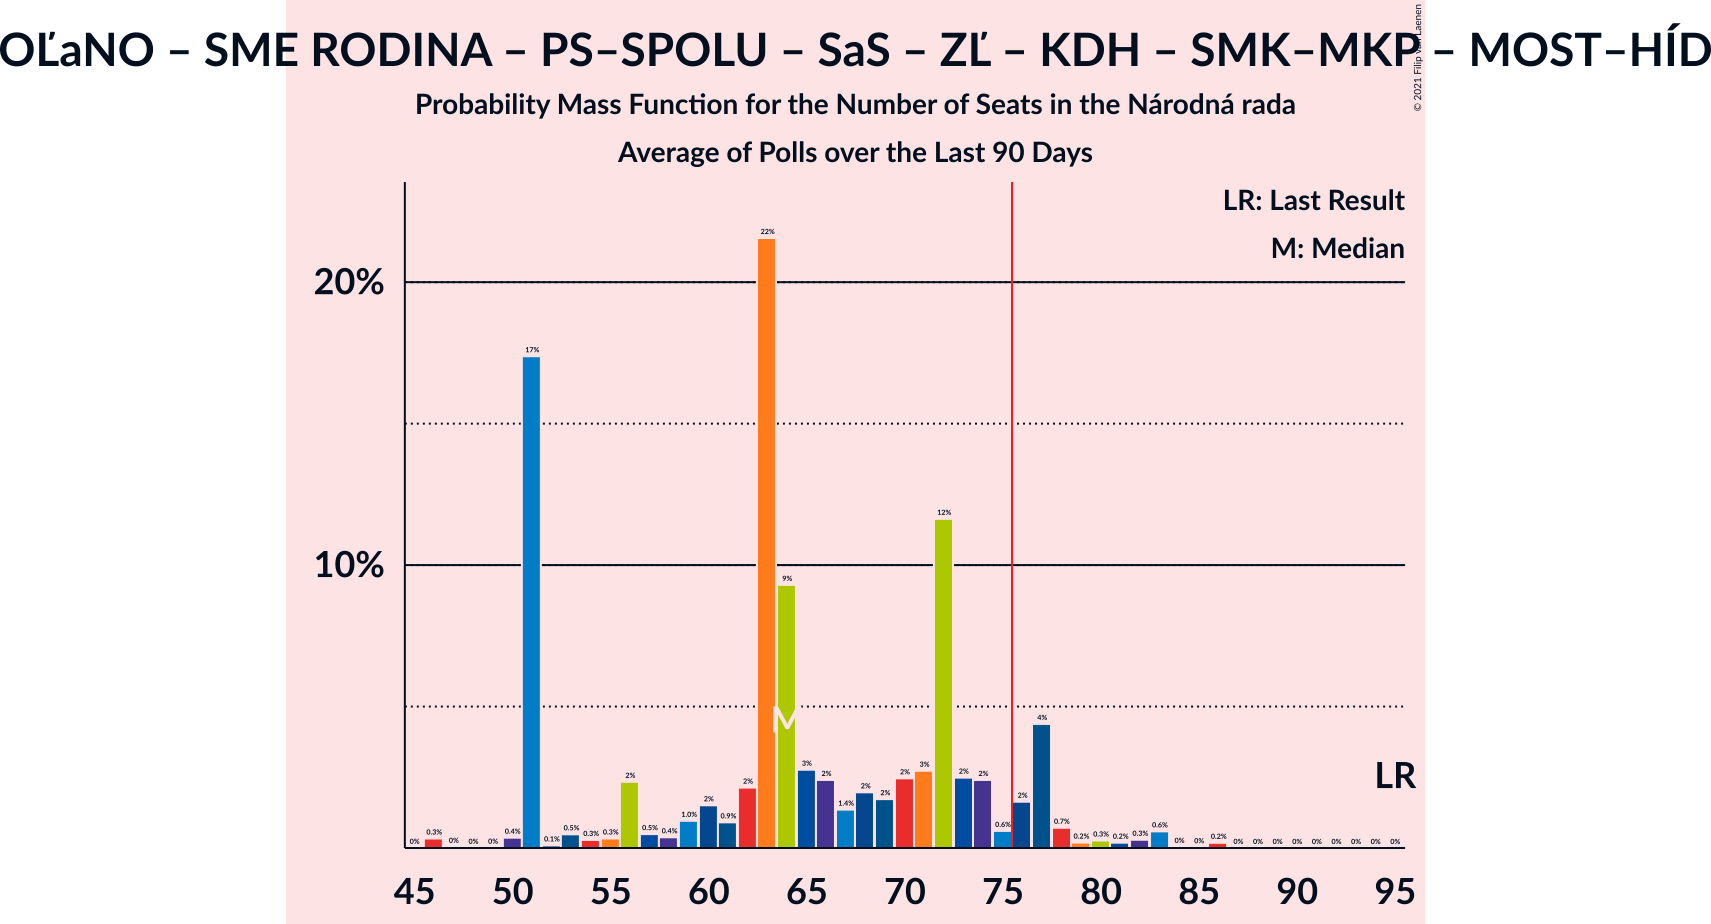 OĽaNO – SME RODINA – PS–SPOLU – SaS – ZĽ – KDH – SMK–MKP – MOST–HÍD
Probability Mass Function for the Number of Seats in the Národná rada
Average of Polls over the Last 90 Days
© 2021 Filip van Laenen
LR: Last Result
M: Median
20%
10%
0% 0.3% 0% 0% 0% 0.4% 17% 0.1% 0.5% 0.3% 0.3% 2% 0.5% 0.4% 1.0% 2% 0.9% 2% 22% 9% 3% 2% 1.4% 2% 2% 2% 3% 12% 2% 2% 0.6% 2% 4% 0.7% 0.2% 0.3% 0.2% 0.3% 0.6% 0% 0% 0.2% 0% 0% 0% 0% 0% 0% 0% 0% 0%
M
LR
45 50 55 60 65 70 75 80 85 90 95